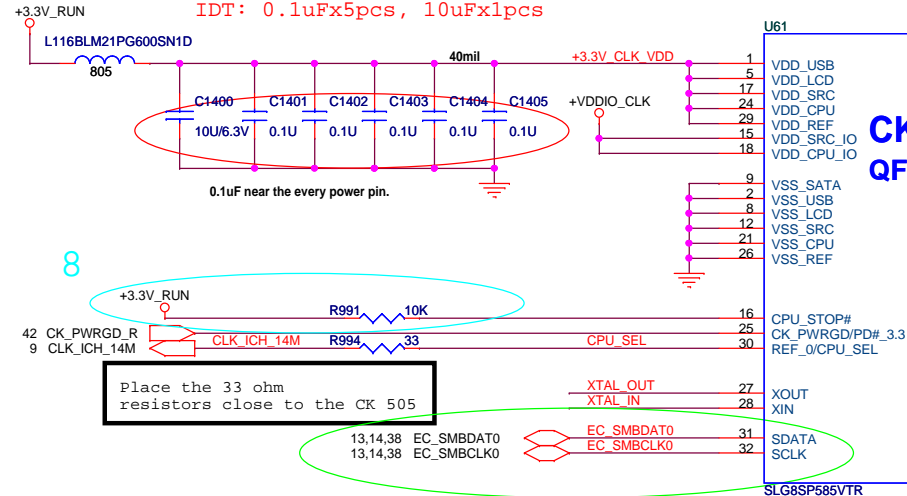 IDT: 0.1uFx5pcs, 10uFx1pcs
+3.3V_RUN
U61
L116BLM21PG600SN1D
805
40mil
+3.3V_CLK_VDD
1 VDD_USB
5 VDD_LCD
17 VDD_SRC
24 VDD_CPU
29 VDD_REF
15 VDD_SRC_IO
18 VDD_CPU_IO
CK
QF
C1400 C1401 C1402 C1403 C1404 C1405
+VDDIO_CLK
10U/6.3V 0.1U 0.1U 0.1U 0.1U 0.1U
0.1uF near the every power pin.
9 VSS_SATA
2 VSS_USB
8 VSS_LCD
12 VSS_SRC
21 VSS_CPU
26 VSS_REF
8
+3.3V_RUN
R991 10K
16 CPU_STOP#
42 CK_PWRGD_R
25 CK_PWRGD/PD#_3.3
9 CLK_ICH_14M
CLK_ICH_14M R994 33 CPU_SEL
30 REF_0/CPU_SEL
Place the 33 ohm
resistors close to the CK 505
XTAL_OUT 27 XOUT
XTAL_IN 28 XIN
13,14,38 EC_SMBDAT0 EC_SMBDAT0 31 SDATA
13,14,38 EC_SMBCLK0 EC_SMBCLK0 32 SCLK
SLG8SP585VTR